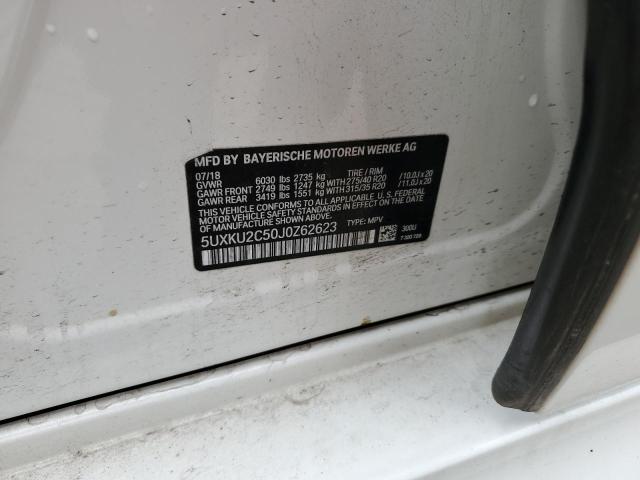 MFD BY BAYERISCHE MOTOREN WERKE AG
07/18 TIRE / RIM
GVWR 6030 lbs 2735 kg
GAWR FRONT 2749 lbs 1247 kg WITH 275/40 R20 /10.0J x 20
GAWR REAR 3419 lbs 1551 kg WITH 315/35 R20 /11.0J x 20
THIS VEHICLE CONFORMS TO ALL APPLICABLE U.S. FEDERAL
MOTOR VEHICLE SAFETY STANDARDS IN EFFECT ON
THE DATE OF MANUFACTURE SHOWN ABOVE.
5UXKU2C50J0Z62623 TYPE: MPV
300U